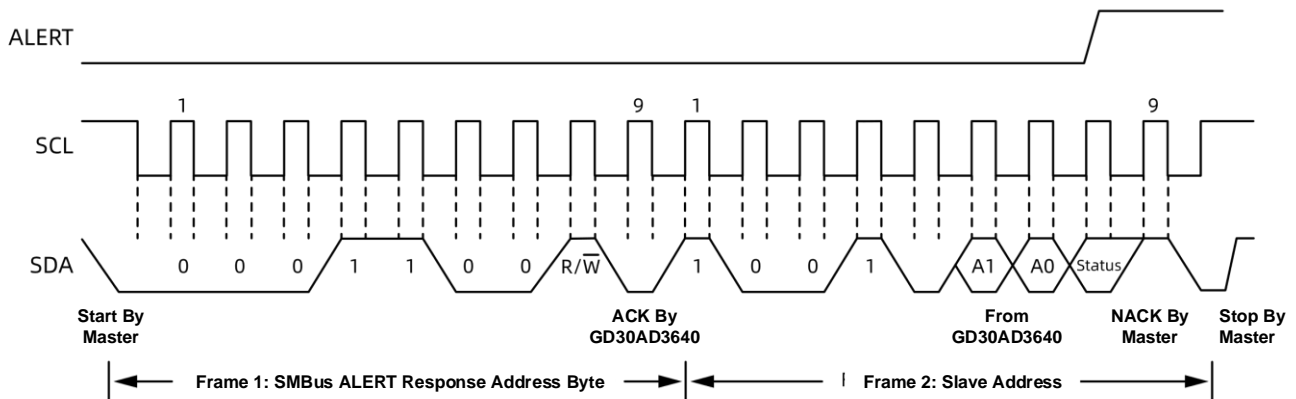 ALERT
1 9 1 9
SCL
SDA 0 0 0 1 1 0 0 R/W̅ 1 0 0 1 A1 A0 Status
Start By ACK By From NACK By Stop By
Master GD30AD3640 GD30AD3640 Master Master
Frame 1: SMBus ALERT Response Address Byte Frame 2: Slave Address